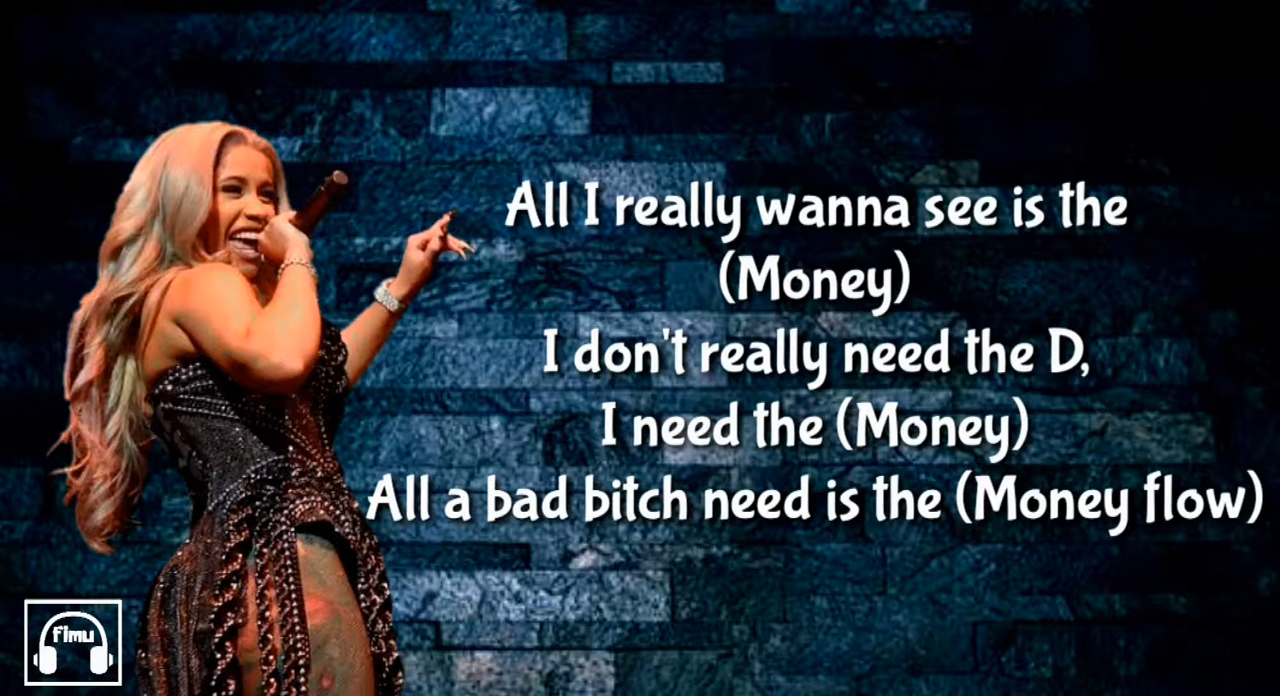 All I really wanna see is the
(Money)
I don't really need the D,
I need the (Money)
All a bad bitch need is the (Money flow)
fimu